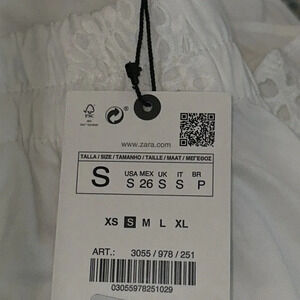 FSC
www.zara.com
TALLA / SIZE / TAMANHO / TAILLE / MAAT / ΜΕΓΕΘΟΣ
S
USA MEX UK IT BR
S 26 S S P
XS S M L XL
ART.: 3055 / 978 / 251
03055978251029